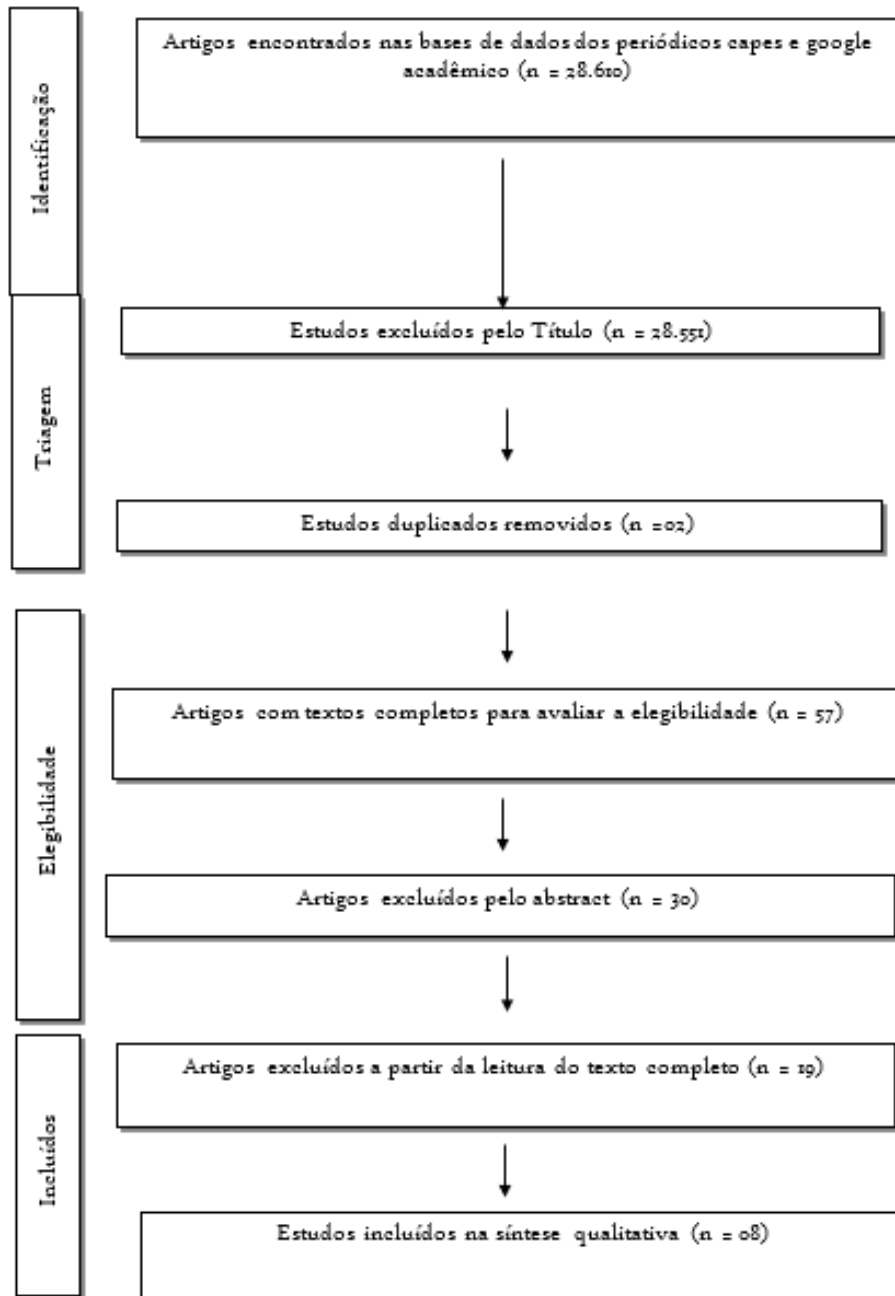 Identificação
Artigos encontrados nas bases de dados dos periódicos capes e google
acadêmico (n = 28.610)
Triagem
Estudos excluídos pelo Título (n = 28.551)
Estudos duplicados removidos (n =02)
Elegibilidade
Artigos com textos completos para avaliar a elegibilidade (n = 57)
Artigos excluídos pelo abstract (n = 30)
Incluídos
Artigos excluídos a partir da leitura do texto completo (n = 19)
Estudos incluídos na síntese qualitativa (n = 08)